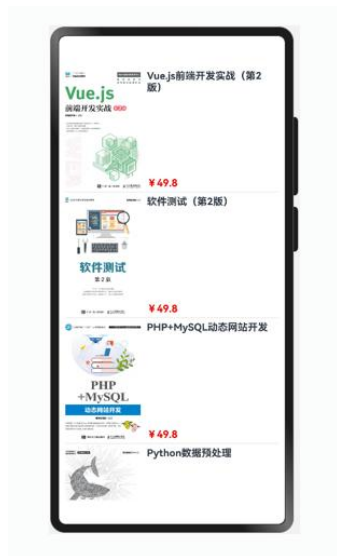 Vue.js前端开发实战（第2
版）
Vue.js
前端开发实战
￥49.8
软件测试（第2版）
软件测试
第2版
￥49.8
PHP+MySQL动态网站开发
PHP
+MySQL
动态网站开发
￥49.8
Python数据预处理